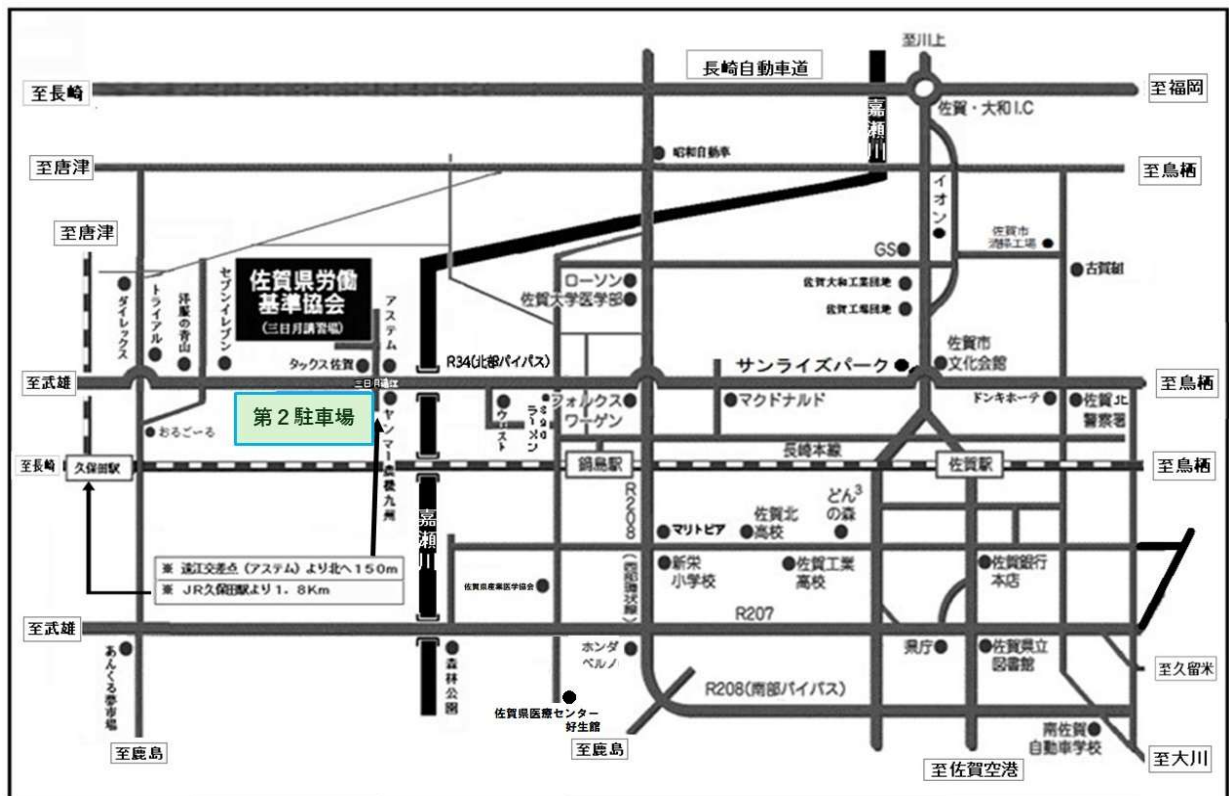 至川上
長崎自動車道
至長崎
至福岡
嘉瀬川
佐賀・大和I.C
昭和自動車
至唐津
至鳥栖
イオン
至唐津
佐賀市
清掃工場
GS
古賀組
佐賀県労働
基準協会
(三日月講習場)
ローソン
佐賀大学医学部
佐賀大和工業団地
佐賀工場団地
ダイレックス
トライアル
洋服の青山
セブンイレブン
アステム
タックス佐賀
R34(北部バイパス)
サンライズパーク
佐賀市
文化会館
至武雄
三日月遠江
至鳥栖
第2駐車場
ヤンマー農機九州
ウエスト
ラーメン
フォルクス
ワーゲン
マクドナルド
ドンキホーテ
佐賀北
警察署
おるごーる
長崎本線
至長崎
久保田駅
鍋島駅
佐賀駅
至鳥栖
R208
(西部環状線)
嘉瀬川
マリトピア
佐賀北
高校
どん3
の森
※ 遠江交差点(アステム)より北へ150m
※ JR久保田駅より1.8Km
佐賀県産業医学協会
新栄
小学校
佐賀工業
高校
佐賀銀行
本店
R207
至武雄
あんくる夢市場
森林公園
ホンダ
ベルノ
県庁
佐賀県立
図書館
至久留米
R208(南部バイパス)
佐賀県医療センター
好生館
南佐賀
自動車学校
至鹿島
至鹿島
至佐賀空港
至大川